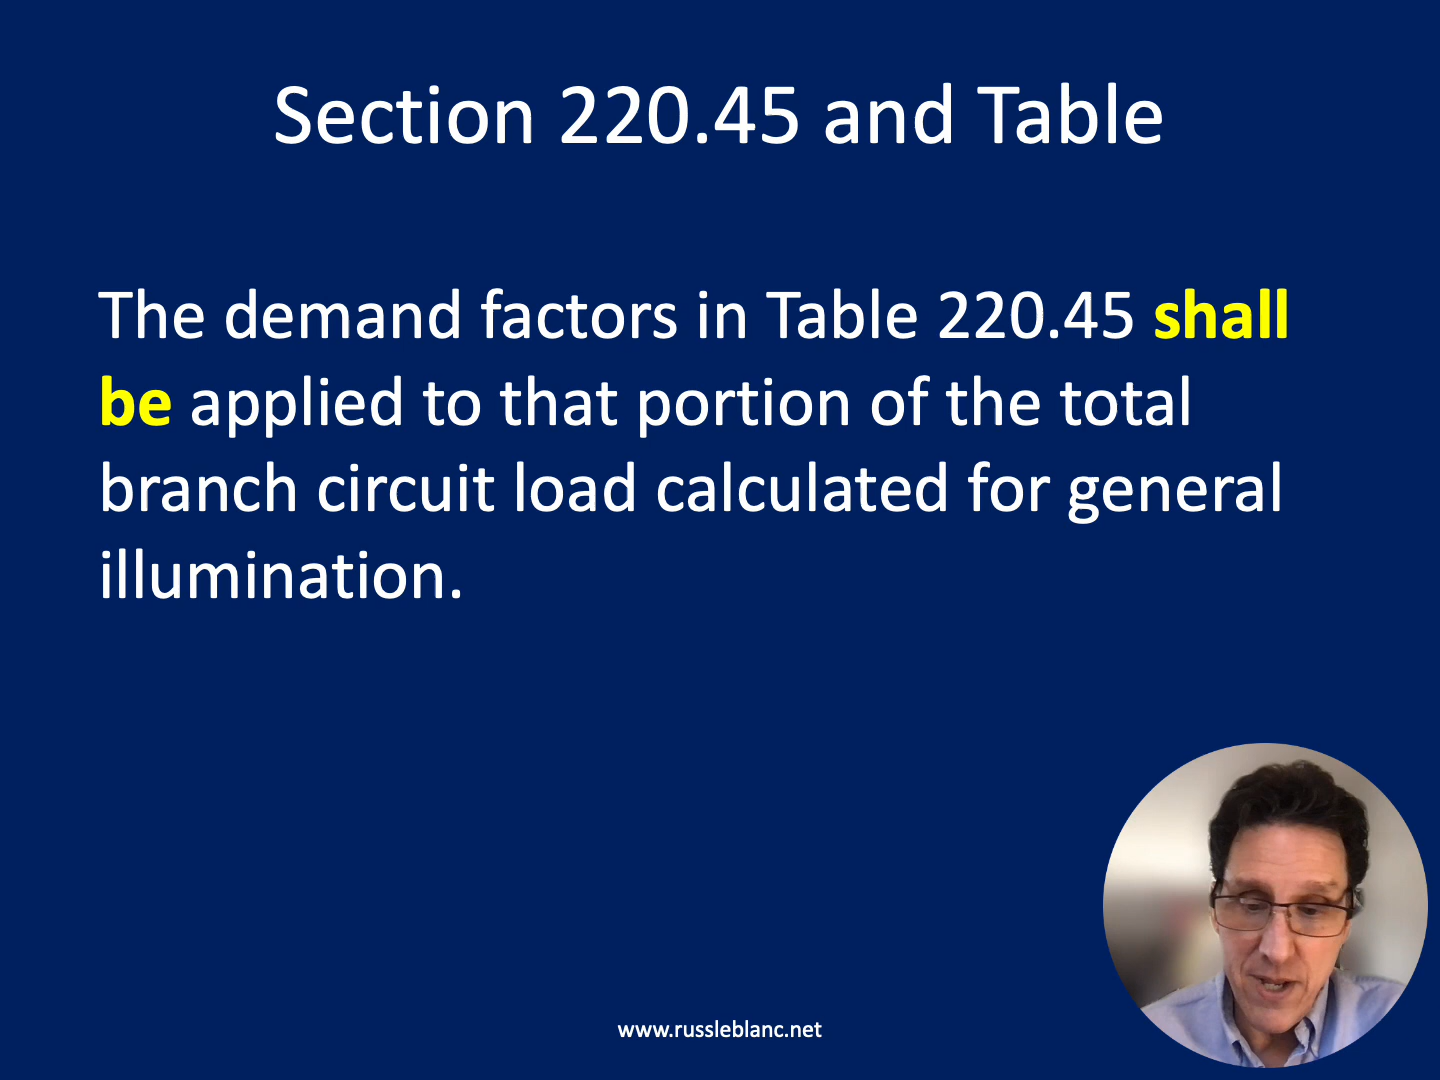 Section 220.45 and Table
The demand factors in Table 220.45 shall
be applied to that portion of the total
branch circuit load calculated for general
illumination.
www.russleblanc.net